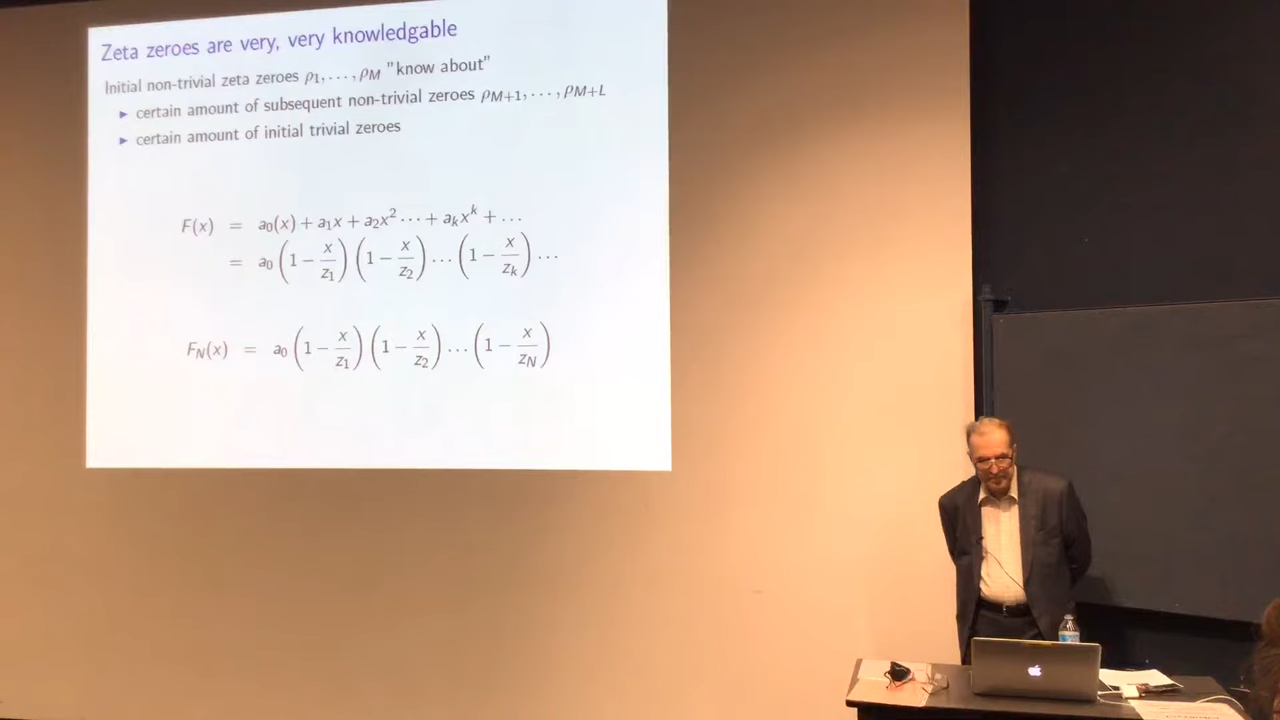 Zeta zeroes are very, very knowledgable
Initial non-trivial zeta zeroes ρ₁, . . . , ρ_M "know about"
▶ certain amount of subsequent non-trivial zeroes ρ_{M+1}, . . . , ρ_{M+L}
▶ certain amount of initial trivial zeroes
F(x) = a₀(x) + a₁x + a₂x² ··· + a_k x^k + . . .
= a₀ (1 − x/z₁) (1 − x/z₂) . . . (1 − x/z_k) ···
F_N(x) = a₀ (1 − x/z₁) (1 − x/z₂) . . . (1 − x/z_N)